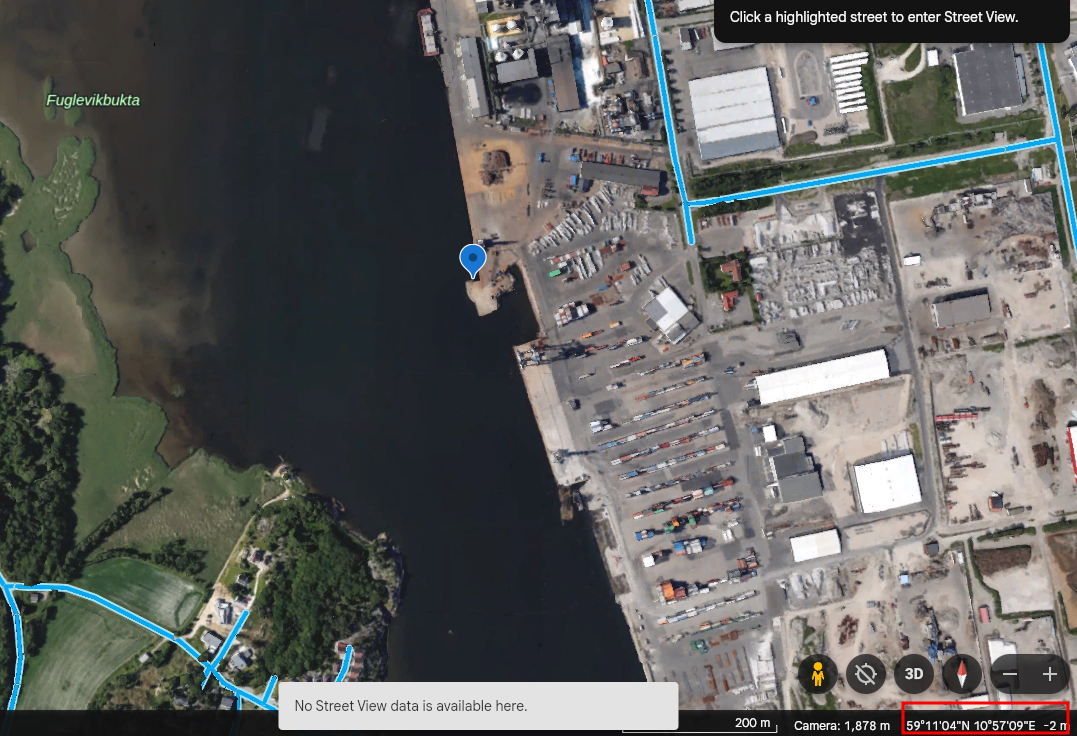 Click a highlighted street to enter Street View.
Fuglevikbukta
3D
No Street View data is available here.
200 m
Camera: 1,878 m
59°11'04"N 10°57'09"E -2 m